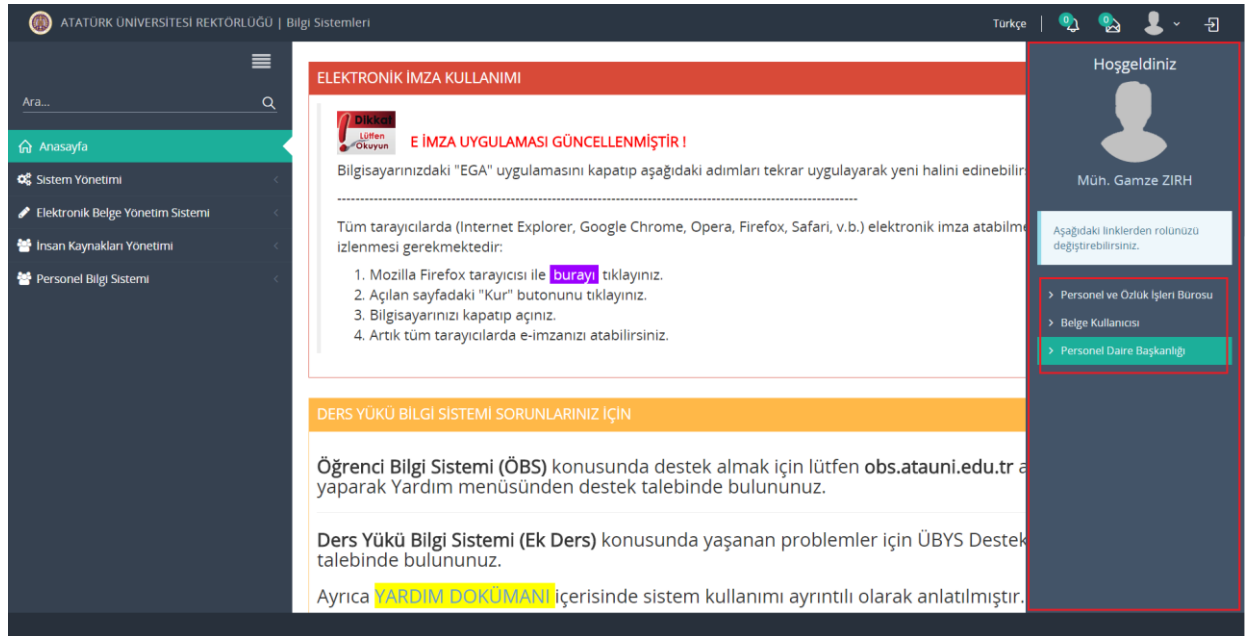 ATATÜRK ÜNİVERSİTESİ REKTÖRLÜĞÜ | Bilgi Sistemleri
Türkçe
0
0
Ara...
Anasayfa
Sistem Yönetimi
Elektronik Belge Yönetim Sistemi
İnsan Kaynakları Yönetimi
Personel Bilgi Sistemi
ELEKTRONİK İMZA KULLANIMI
Dikkat
Lütfen
Okuyun
E İMZA UYGULAMASI GÜNCELLENMİŞTİR !
Bilgisayarınızdaki "EGA" uygulamasını kapatıp aşağıdaki adımları tekrar uygulayarak yeni halini edinebilirs
Tüm tarayıcılarda (Internet Explorer, Google Chrome, Opera, Firefox, Safari, v.b.) elektronik imza atabilme
izlenmesi gerekmektedir:
1. Mozilla Firefox tarayıcısı ile burayı tıklayınız.
2. Açılan sayfadaki "Kur" butonunu tıklayınız.
3. Bilgisayarınızı kapatıp açınız.
4. Artık tüm tarayıcılarda e-imzanızı atabilirsiniz.
DERS YÜKÜ BİLGİ SİSTEMİ SORUNLARINIZ İÇİN
Öğrenci Bilgi Sistemi (ÖBS) konusunda destek almak için lütfen obs.atauni.edu.tr a
yaparak Yardım menüsünden destek talebinde bulununuz.
Ders Yükü Bilgi Sistemi (Ek Ders) konusunda yaşanan problemler için ÜBYS Destek
talebinde bulununuz.
Ayrıca YARDIM DOKÜMANI içerisinde sistem kullanımı ayrıntılı olarak anlatılmıştır.
Hoşgeldiniz
Müh. Gamze ZIRH
Aşağıdaki linklerden rolünüzü
değiştirebilirsiniz.
Personel ve Özlük İşleri Bürosu
Belge Kullanıcısı
Personel Daire Başkanlığı